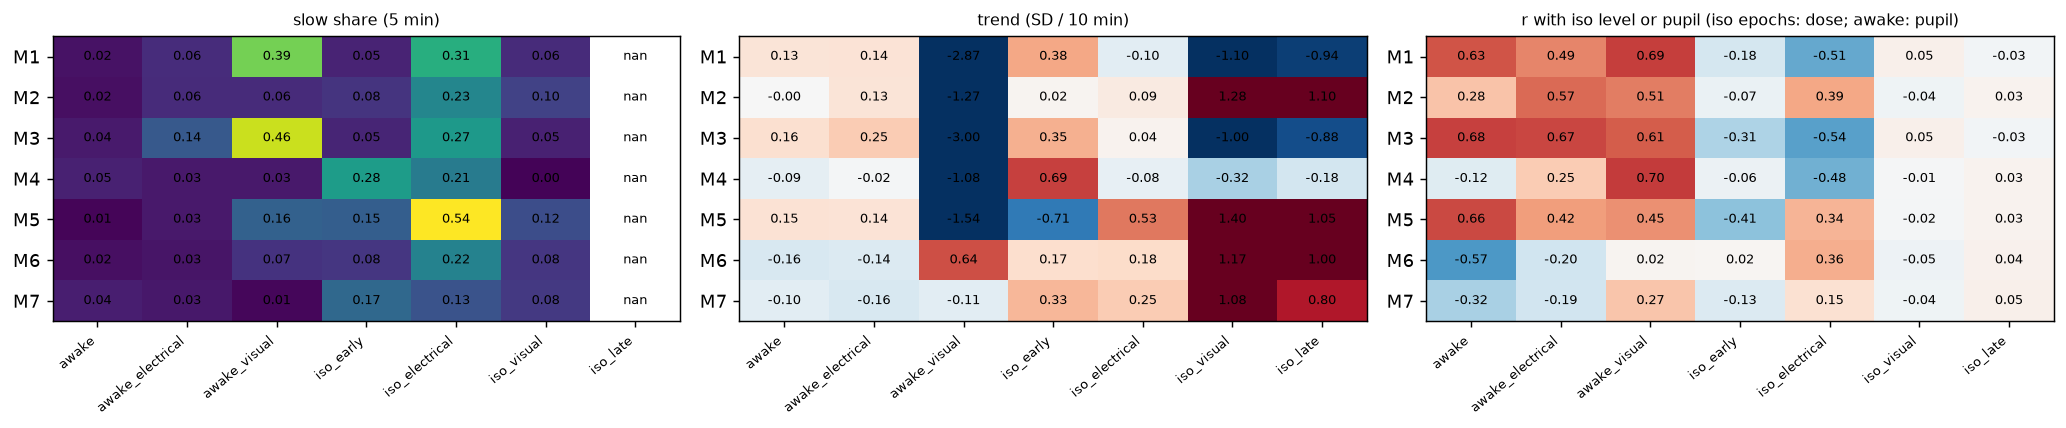 slow share (5 min)
M1 0.02 0.06 0.39 0.05 0.31 0.06 nan
M2 0.02 0.06 0.06 0.08 0.23 0.10 nan
M3 0.04 0.14 0.46 0.05 0.27 0.05 nan
M4 0.05 0.03 0.03 0.28 0.21 0.00 nan
M5 0.01 0.03 0.16 0.15 0.54 0.12 nan
M6 0.02 0.03 0.07 0.08 0.22 0.08 nan
M7 0.04 0.03 0.01 0.17 0.13 0.08 nan
awake awake_electrical awake_visual iso_early iso_electrical iso_visual iso_late
trend (SD / 10 min)
M1 0.13 0.14 -2.87 0.38 -0.10 -1.10 -0.94
M2 -0.00 0.13 -1.27 0.02 0.09 1.28 1.10
M3 0.16 0.25 -3.00 0.35 0.04 -1.00 -0.88
M4 -0.09 -0.02 -1.08 0.69 -0.08 -0.32 -0.18
M5 0.15 0.14 -1.54 -0.71 0.53 1.40 1.05
M6 -0.16 -0.14 0.64 0.17 0.18 1.17 1.00
M7 -0.10 -0.16 -0.11 0.33 0.25 1.08 0.80
awake awake_electrical awake_visual iso_early iso_electrical iso_visual iso_late
r with iso level or pupil (iso epochs: dose; awake: pupil)
M1 0.63 0.49 0.69 -0.18 -0.51 0.05 -0.03
M2 0.28 0.57 0.51 -0.07 0.39 -0.04 0.03
M3 0.68 0.67 0.61 -0.31 -0.54 0.05 -0.03
M4 -0.12 0.25 0.70 -0.06 -0.48 -0.01 0.03
M5 0.66 0.42 0.45 -0.41 0.34 -0.02 0.03
M6 -0.57 -0.20 0.02 0.02 0.36 -0.05 0.04
M7 -0.32 -0.19 0.27 -0.13 0.15 -0.04 0.05
awake awake_electrical awake_visual iso_early iso_electrical iso_visual iso_late